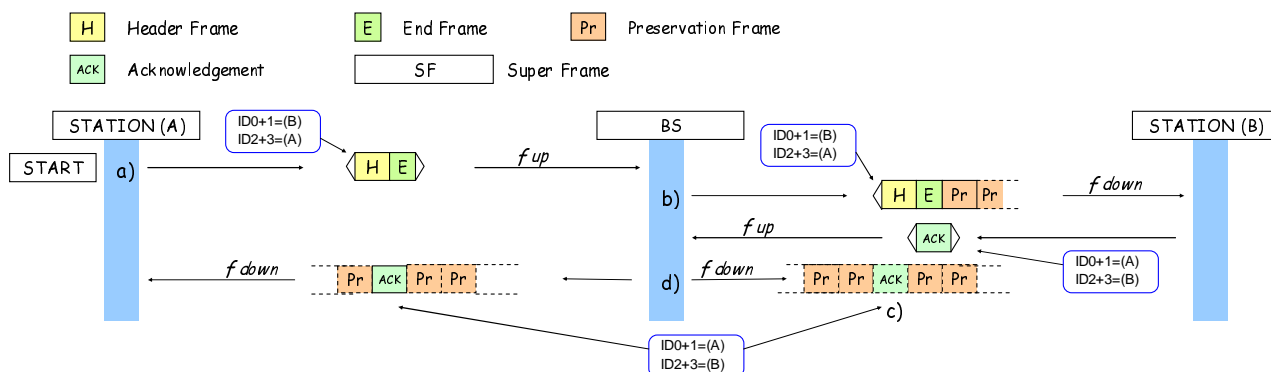 H Header Frame E End Frame Pr Preservation Frame
ACK Acknowledgement SF Super Frame
STATION (A) BS STATION (B)
ID0+1=(B)
ID2+3=(A)
ID0+1=(B)
ID2+3=(A)
START a) H E f up
b) H E Pr Pr f down
f up ACK
ID0+1=(A)
ID2+3=(B)
f down Pr ACK Pr Pr d) f down Pr Pr ACK Pr Pr
c)
ID0+1=(A)
ID2+3=(B)